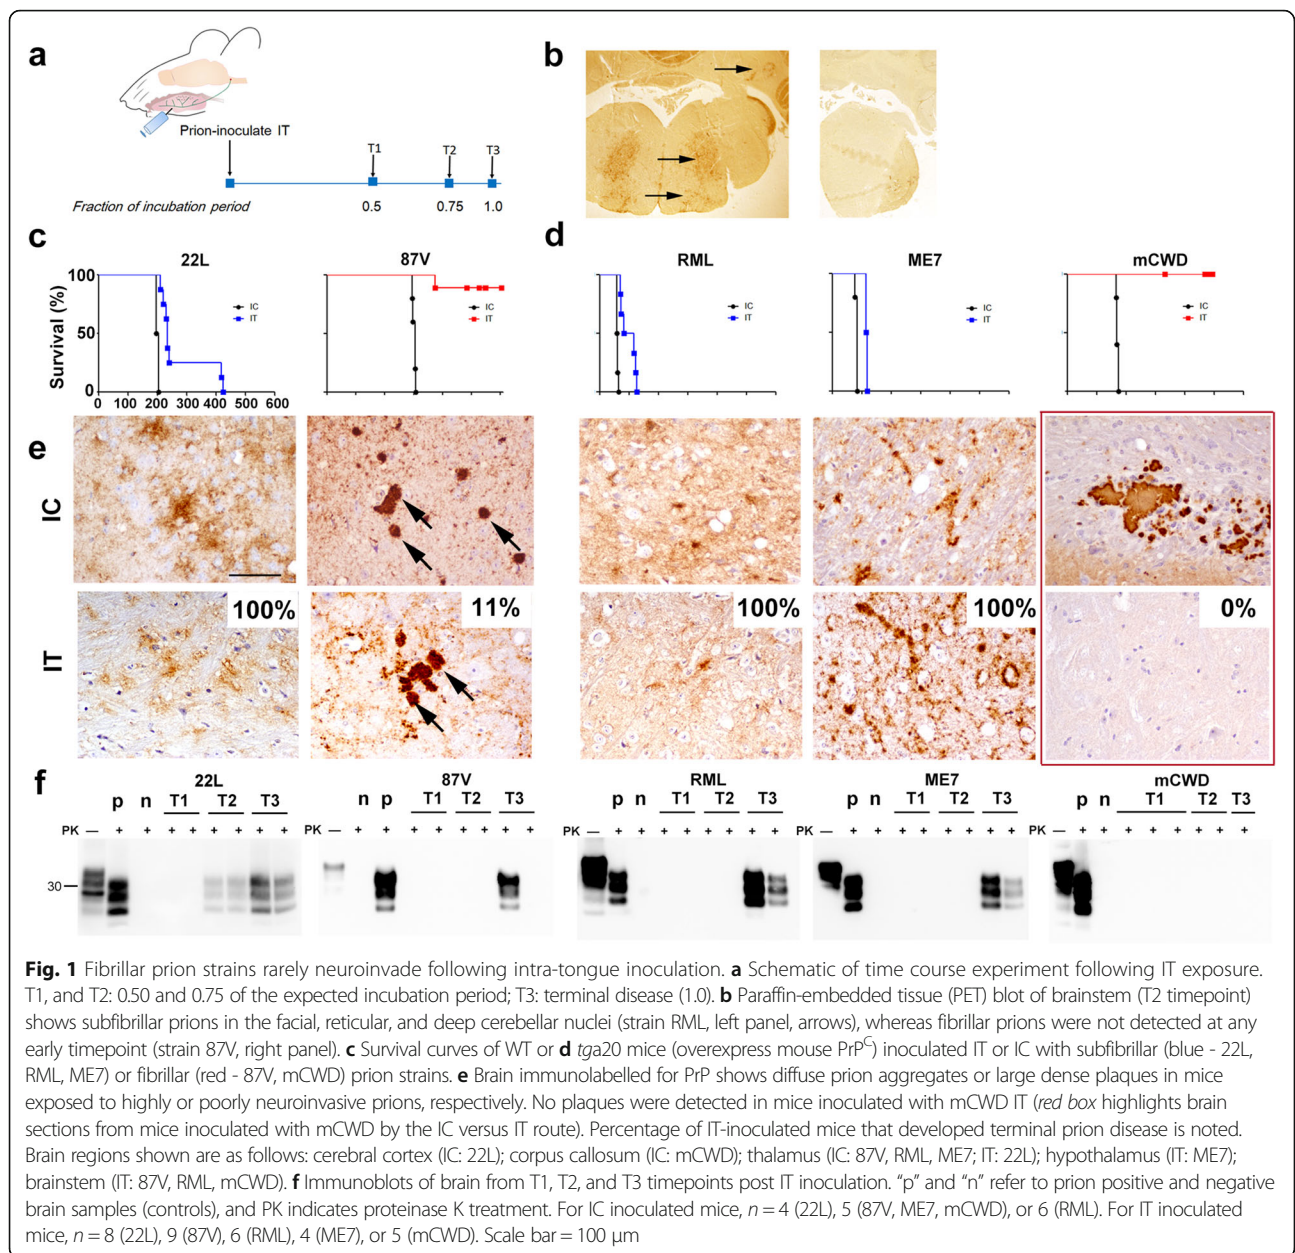 a
Prion-inoculate IT
T1 T2 T3
Fraction of incubation period 0.5 0.75 1.0
b
c
22L 87V
Survival (%)
100
50
0
0 100 200 300 400 500 600
IC
IT
IC
IT
d
RML ME7 mCWD
IC
IT
IC
IT
IC
IT
e
IC
IT
100% 11% 100% 100% 0%
f
22L 87V RML ME7 mCWD
p n T1 T2 T3
n p T1 T2 T3
p n T1 T2 T3
p n T1 T2 T3
p n T1 T2 T3
PK — + + + + + + + +
PK — + + + + + + + +
PK — + + + + + + + +
PK — + + + + + + + +
PK — + + + + + + + +
30
Fig. 1 Fibrillar prion strains rarely neuroinvade following intra-tongue inoculation. a Schematic of time course experiment following IT exposure.
T1, and T2: 0.50 and 0.75 of the expected incubation period; T3: terminal disease (1.0). b Paraffin-embedded tissue (PET) blot of brainstem (T2 timepoint)
shows subfibrillar prions in the facial, reticular, and deep cerebellar nuclei (strain RML, left panel, arrows), whereas fibrillar prions were not detected at any
early timepoint (strain 87V, right panel). c Survival curves of WT or d tga20 mice (overexpress mouse PrPC) inoculated IT or IC with subfibrillar (blue - 22L,
RML, ME7) or fibrillar (red - 87V, mCWD) prion strains. e Brain immunolabelled for PrP shows diffuse prion aggregates or large dense plaques in mice
exposed to highly or poorly neuroinvasive prions, respectively. No plaques were detected in mice inoculated with mCWD IT (red box highlights brain
sections from mice inoculated with mCWD by the IC versus IT route). Percentage of IT-inoculated mice that developed terminal prion disease is noted.
Brain regions shown are as follows: cerebral cortex (IC: 22L); corpus callosum (IC: mCWD); thalamus (IC: 87V, RML, ME7; IT: 22L); hypothalamus (IT: ME7);
brainstem (IT: 87V, RML, mCWD). f Immunoblots of brain from T1, T2, and T3 timepoints post IT inoculation. “p” and “n” refer to prion positive and negative
brain samples (controls), and PK indicates proteinase K treatment. For IC inoculated mice, n = 4 (22L), 5 (87V, ME7, mCWD), or 6 (RML). For IT inoculated
mice, n = 8 (22L), 9 (87V), 6 (RML), 4 (ME7), or 5 (mCWD). Scale bar = 100 μm